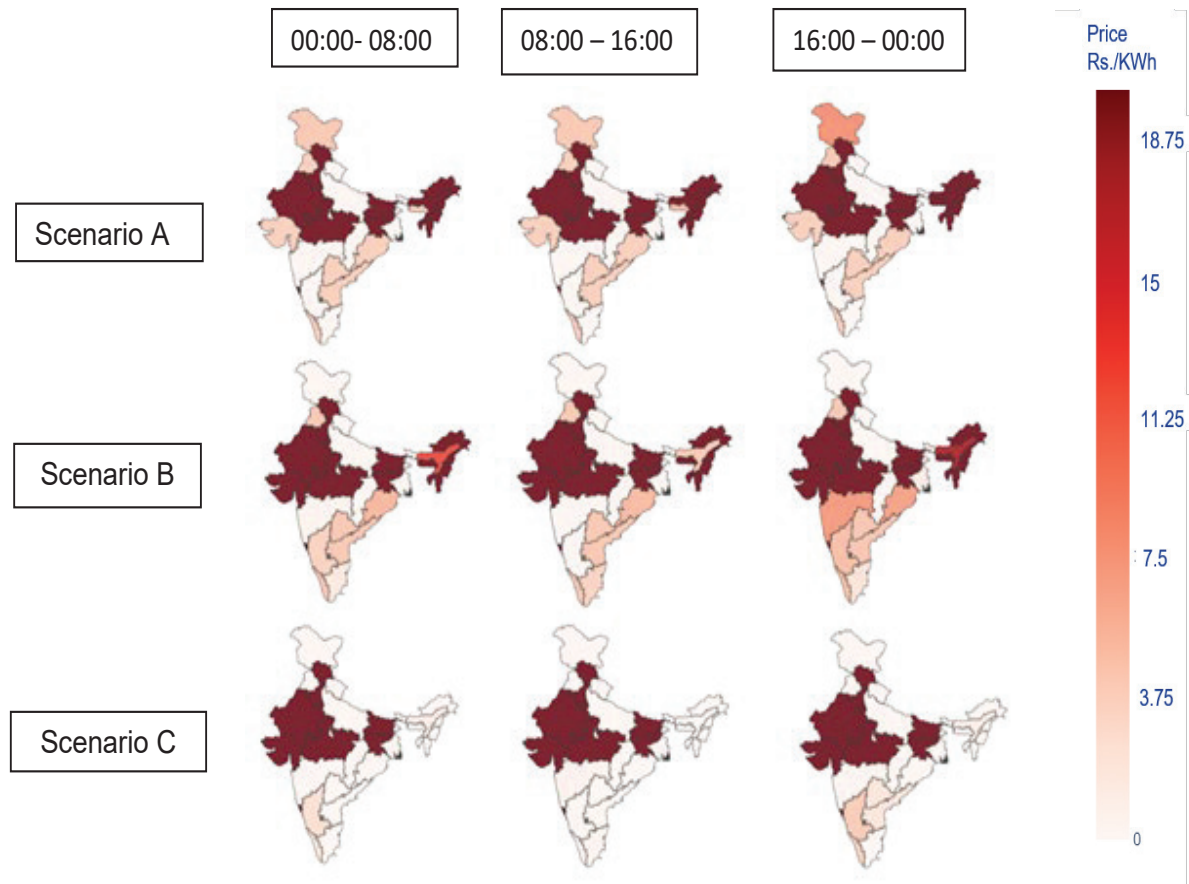 00:00- 08:00
08:00 – 16:00
16:00 – 00:00
Price
Rs./KWh
18.75
15
11.25
7.5
3.75
0
Scenario A
Scenario B
Scenario C